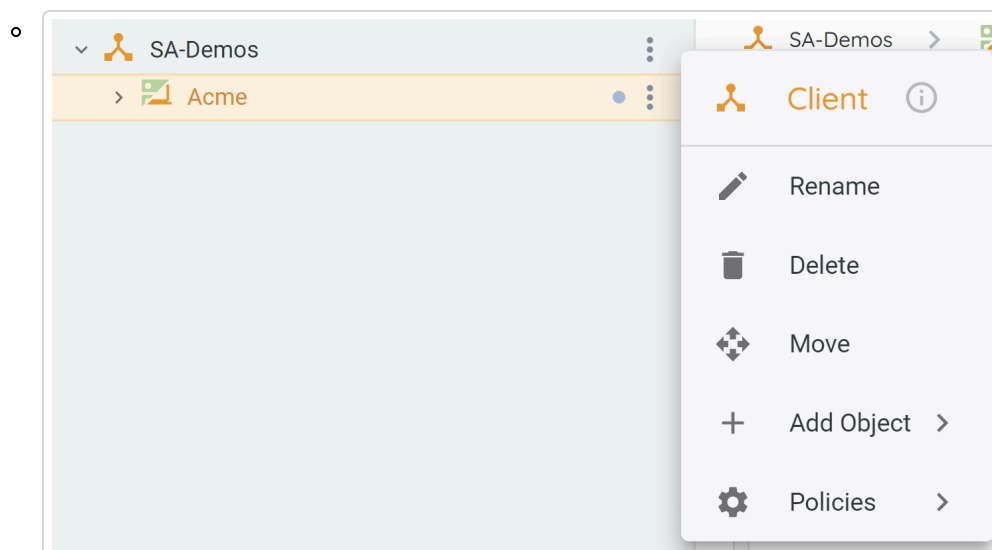 SA-Demos
Acme
SA-Demos
Client
Rename
Delete
Move
Add Object
Policies